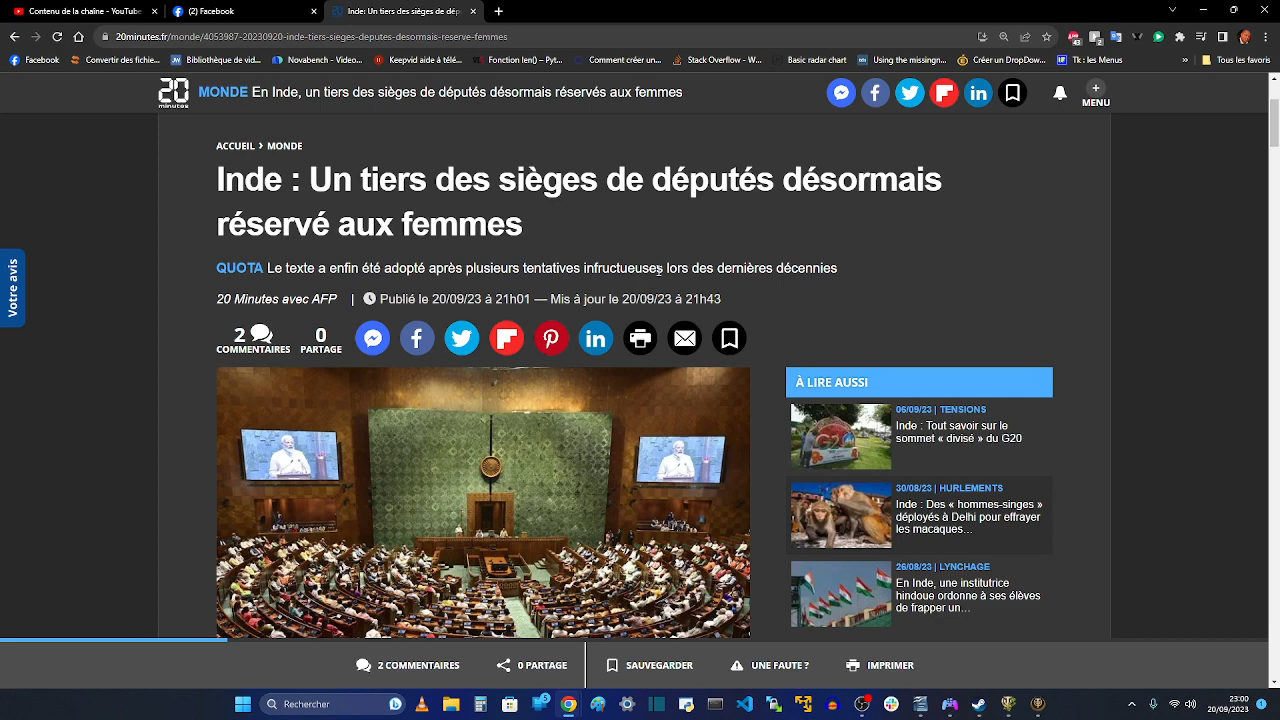 Contenu de la chaîne - YouTube
(2) Facebook
Inde: Un tiers des sièges de dép
20minutes.fr/monde/4053987-20230920-inde-tiers-sieges-deputes-desormais-reserve-femmes
43
2
Facebook
Convertir des fichie...
Bibliothèque de vid...
Novabench - Videos
Keepvid aide à télé...
Fonction len() – Pyt...
Comment créer un...
Stack Overflow - W...
Basic radar chart
Using the missingn...
Créer un DropDow...
Tk : les Menus
»
Tous les favoris
20 minutes
MONDE En Inde, un tiers des sièges de députés désormais réservés aux femmes
MENU
ACCUEIL › MONDE
Inde : Un tiers des sièges de députés désormais
réservé aux femmes
QUOTA Le texte a enfin été adopté après plusieurs tentatives infructueuses lors des dernières décennies
20 Minutes avec AFP | Publié le 20/09/23 à 21h01 — Mis à jour le 20/09/23 à 21h43
2
COMMENTAIRES
0
PARTAGE
Votre avis
À LIRE AUSSI
06/09/23 | TENSIONS
Inde : Tout savoir sur le
sommet « divisé » du G20
G20
30/08/23 | HURLEMENTS
Inde : Des « hommes-singes »
déployés à Delhi pour effrayer
les macaques...
26/08/23 | LYNCHAGE
En Inde, une institutrice
hindoue ordonne à ses élèves
de frapper un...
2 COMMENTAIRES
0 PARTAGE
SAUVEGARDER
UNE FAUTE ?
IMPRIMER
Rechercher
5
23:00
20/09/2023